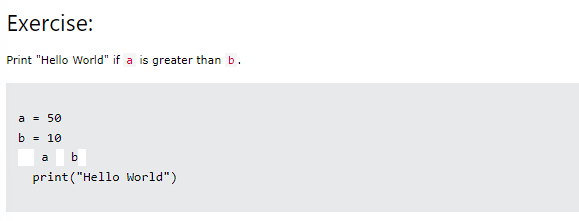 Exercise:
Print "Hello World" if a is greater than b.
a = 50
b = 10
a b
print("Hello World")